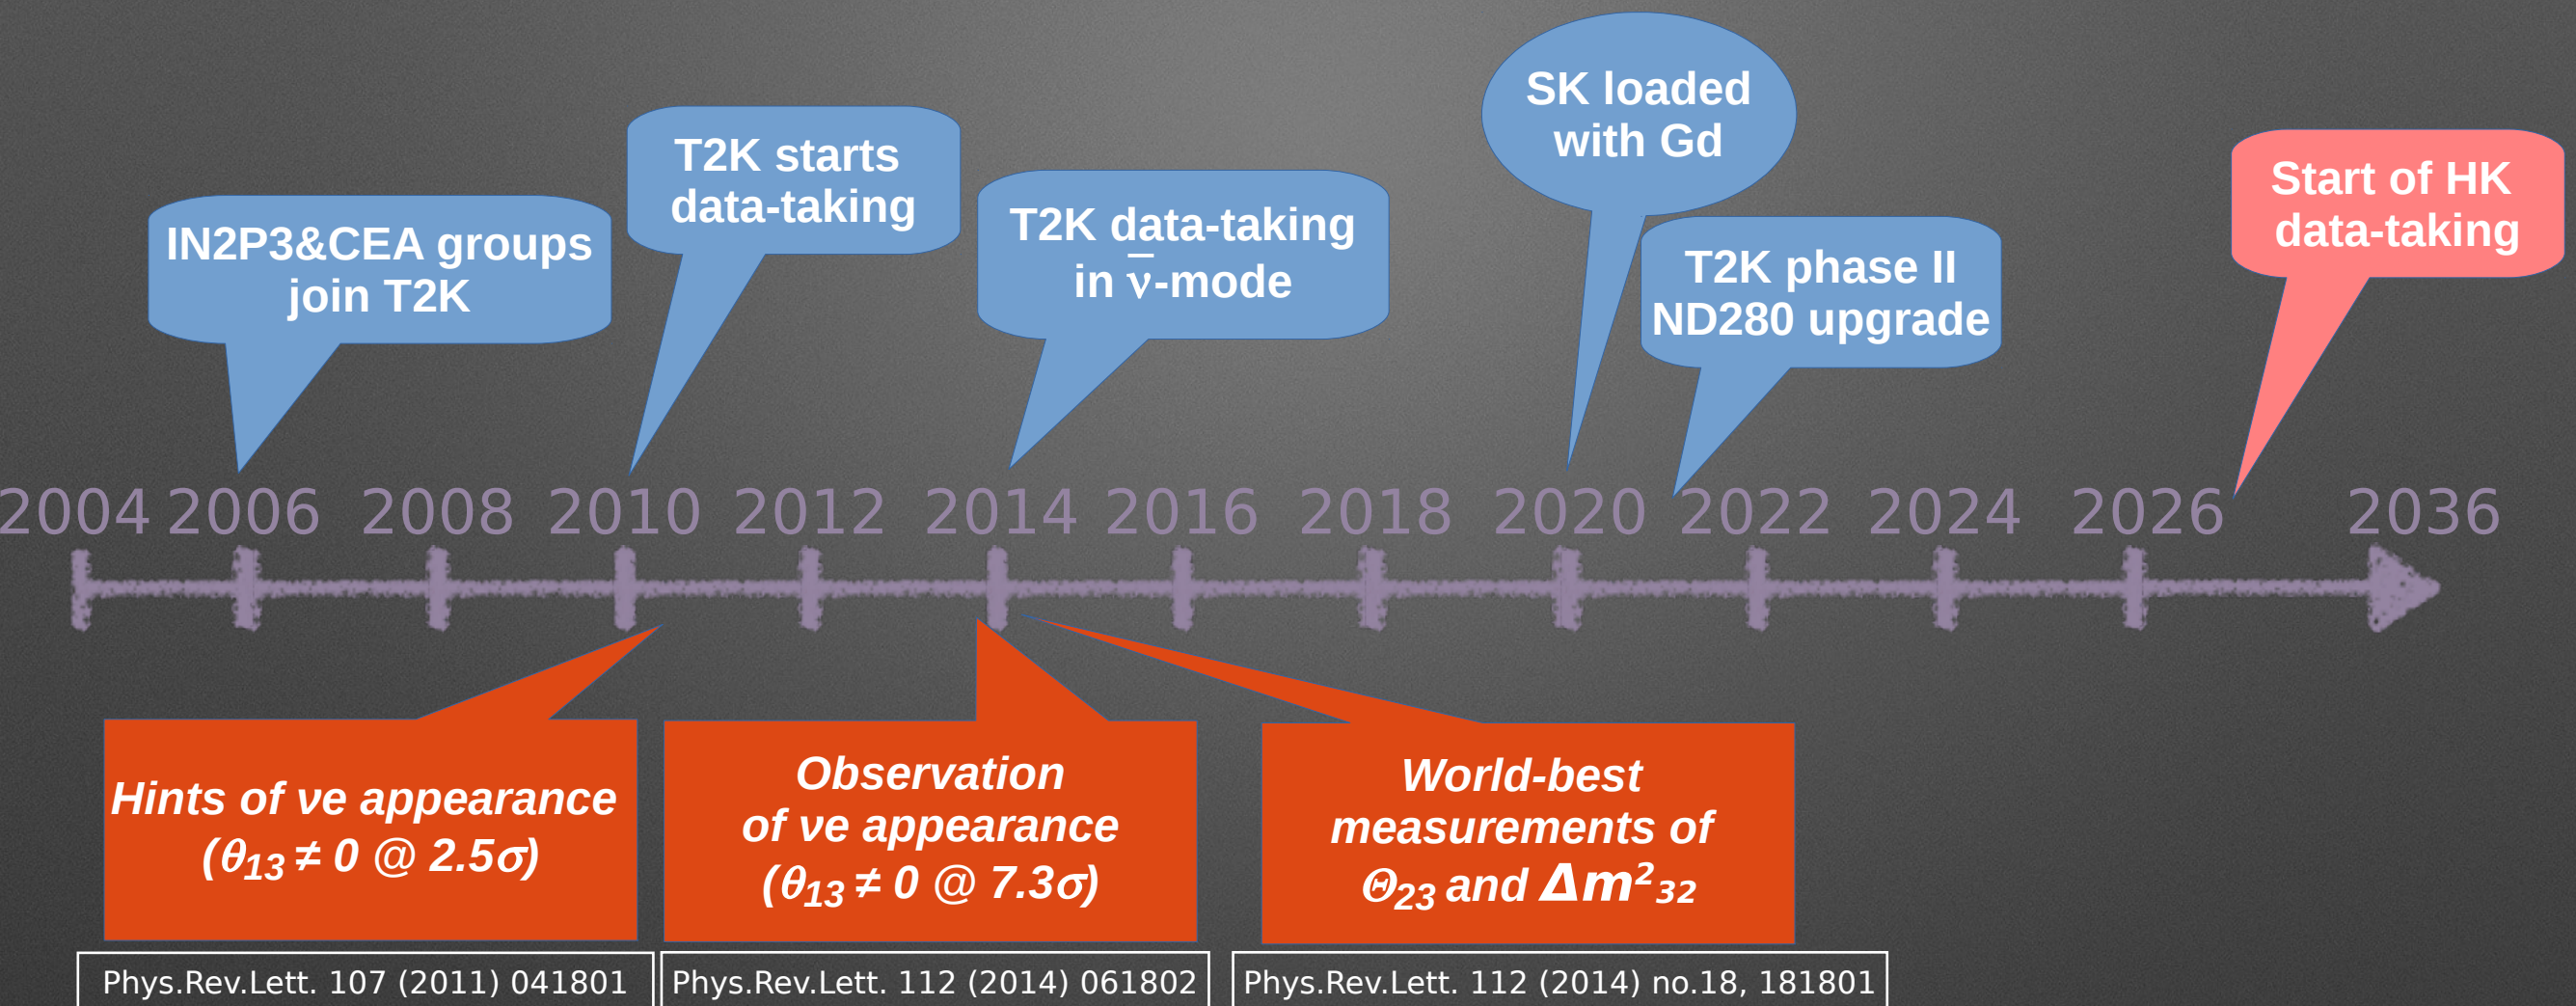 SK loaded
with Gd
T2K starts
data-taking
Start of HK
data-taking
T2K data-taking
in ν̅-mode
IN2P3&CEA groups
join T2K
T2K phase II
ND280 upgrade
2004 2006 2008 2010 2012 2014 2016 2018 2020 2022 2024 2026 2036
Hints of νe appearance
(θ₁₃ ≠ 0 @ 2.5σ)
Observation
of νe appearance
(θ₁₃ ≠ 0 @ 7.3σ)
World-best
measurements of
Θ₂₃ and Δm²₃₂
Phys.Rev.Lett. 107 (2011) 041801
Phys.Rev.Lett. 112 (2014) 061802
Phys.Rev.Lett. 112 (2014) no.18, 181801